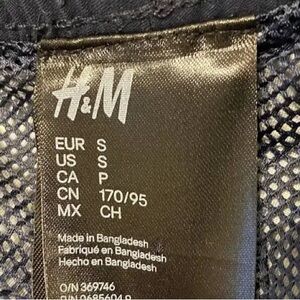 H&M
EUR S
US S
CA P
CN 170/95
MX CH
Made in Bangladesh
Fabriqué en Bangladesh
Hecho en Bangladesh
O/N 369746